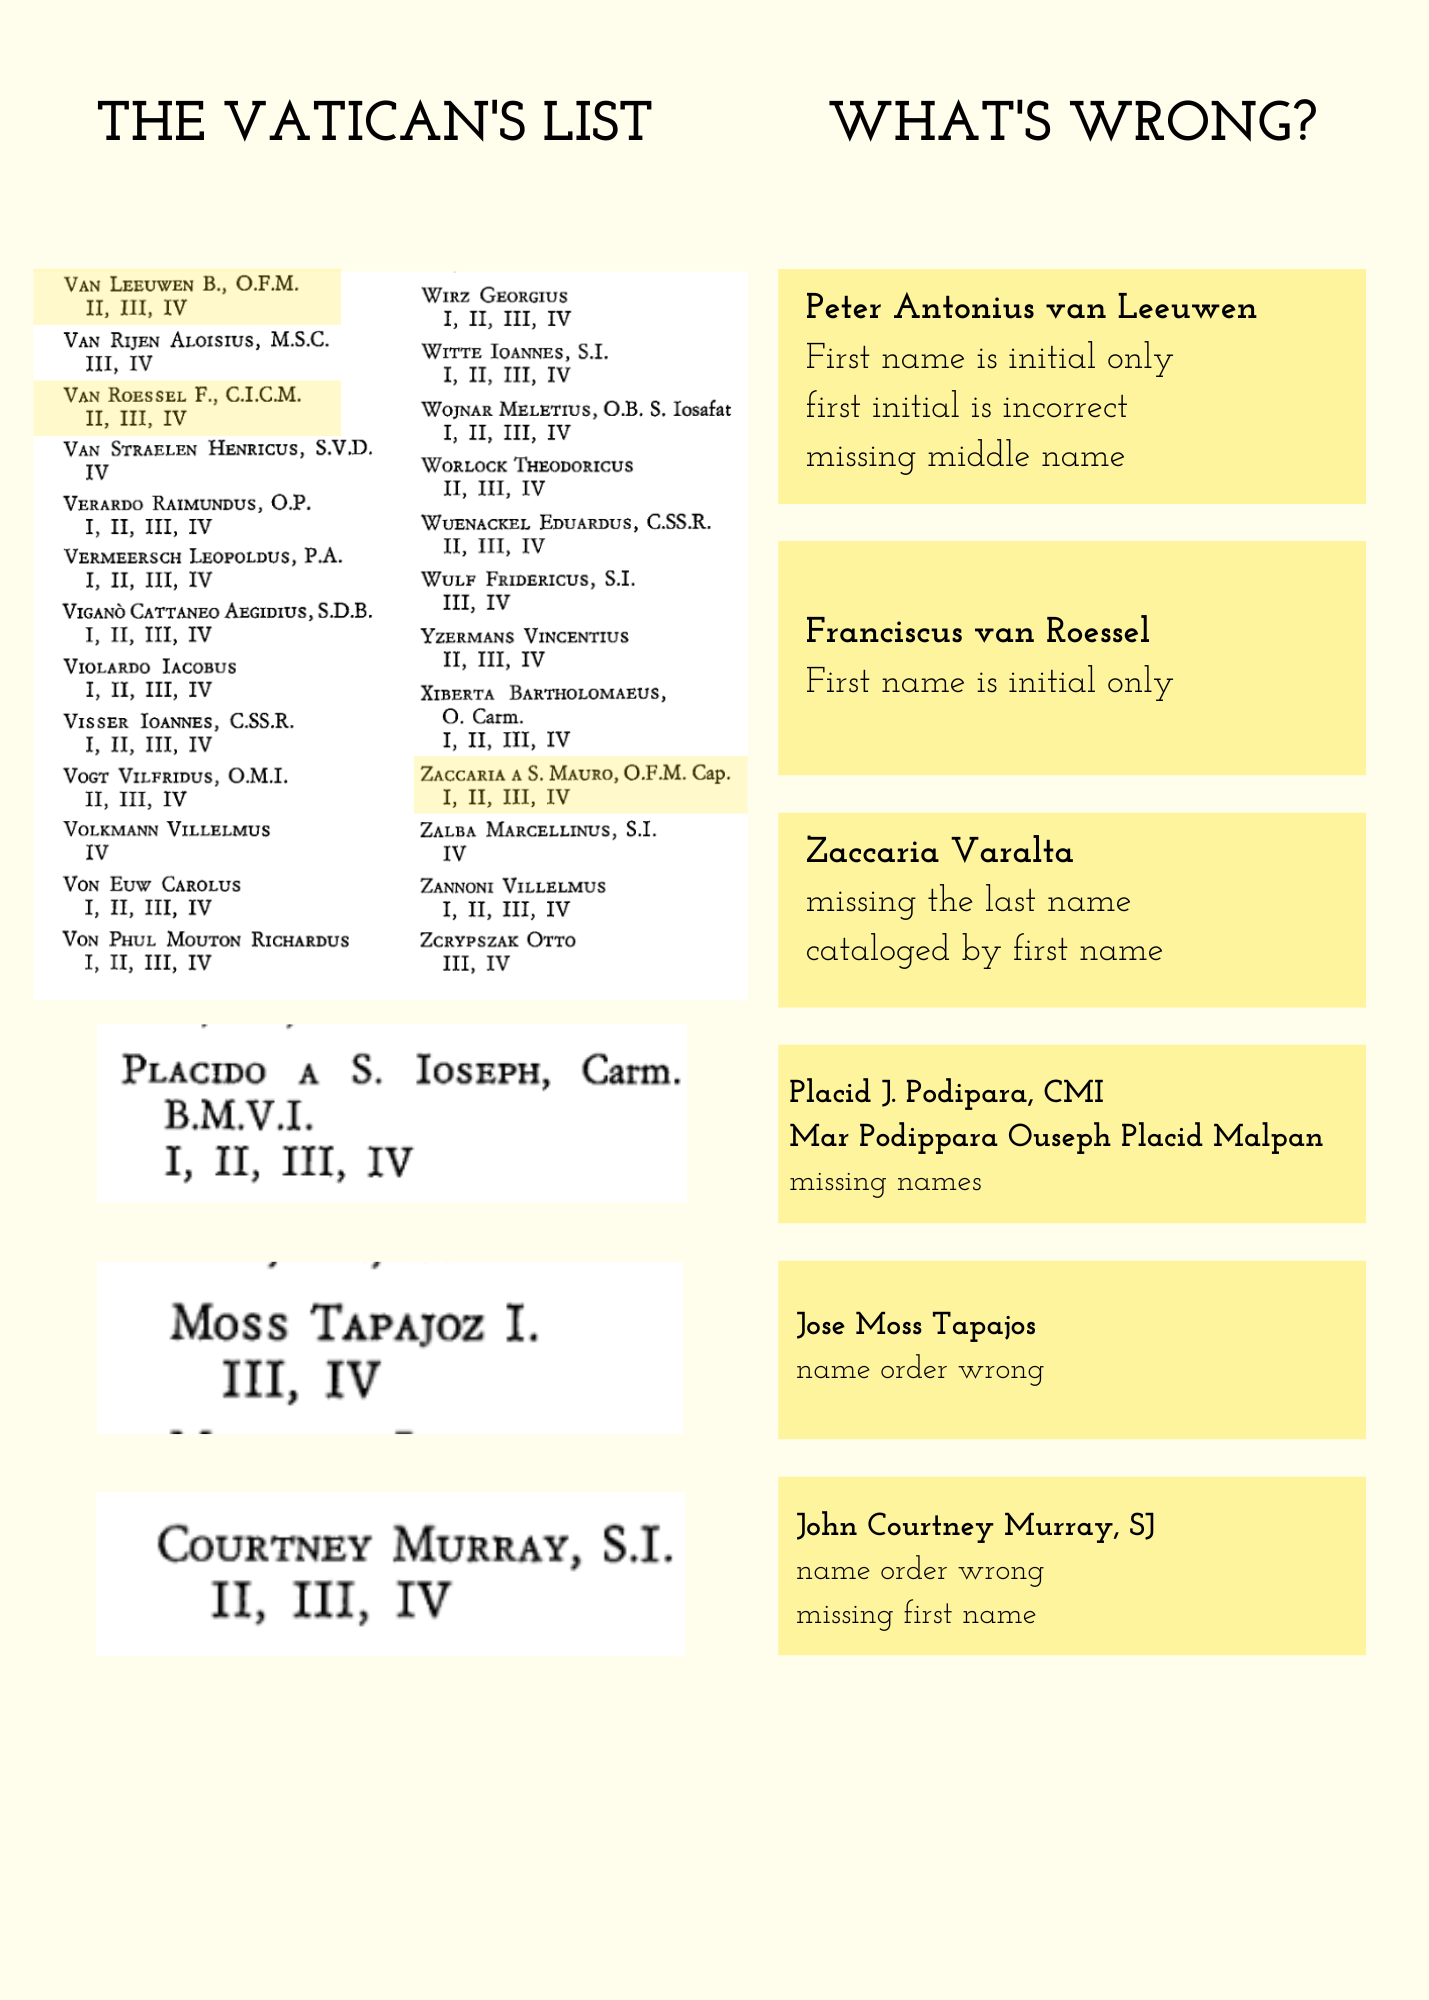 THE VATICAN'S LIST
WHAT'S WRONG?
VAN LEEUWEN B., O.F.M.
II, III, IV
VAN RIJEN ALOISIUS, M.S.C.
III, IV
VAN ROESSEL F., C.I.C.M.
II, III, IV
VAN STRAELEN HENRICUS, S.V.D.
IV
VERARDO RAIMUNDUS, O.P.
I, II, III, IV
VERMEERSCH LEOPOLDUS, P.A.
I, II, III, IV
VIGANÒ CATTANEO AEGIDIUS, S.D.B.
I, II, III, IV
VIOLARDO IACOBUS
I, II, III, IV
VISSER IOANNES, C.SS.R.
I, II, III, IV
VOGT VILFRIDUS, O.M.I.
II, III, IV
VOLKMANN VILLELMUS
IV
VON EUW CAROLUS
I, II, III, IV
VON PHUL MOUTON RICHARDUS
I, II, III, IV
WIRZ GEORGIUS
I, II, III, IV
WITTE IOANNES, S.I.
I, II, III, IV
WOJNAR MELETIUS, O.B. S. Iosafat
I, II, III, IV
WORLOCK THEODORICUS
II, III, IV
WUENACKEL EDUARDUS, C.SS.R.
II, III, IV
WULF FRIDERICUS, S.I.
III, IV
YZERMANS VINCENTIUS
II, III, IV
XIBERTA BARTHOLOMAEUS,
O. Carm.
I, II, III, IV
ZACCARIA A S. MAURO, O.F.M. Cap.
I, II, III, IV
ZALBA MARCELLINUS, S.I.
IV
ZANNONI VILLELMUS
I, II, III, IV
ZCRYPSZAK OTTO
III, IV
Peter Antonius van Leeuwen
First name is initial only
first initial is incorrect
missing middle name
Franciscus van Roessel
First name is initial only
Zaccaria Varalta
missing the last name
cataloged by first name
PLACIDO A S. IOSEPH, Carm.
B.M.V.I.
I, II, III, IV
Placid J. Podipara, CMI
Mar Podippara Ouseph Placid Malpan
missing names
MOSS TAPAJOZ I.
III, IV
Jose Moss Tapajos
name order wrong
COURTNEY MURRAY, S.I.
II, III, IV
John Courtney Murray, SJ
name order wrong
missing first name